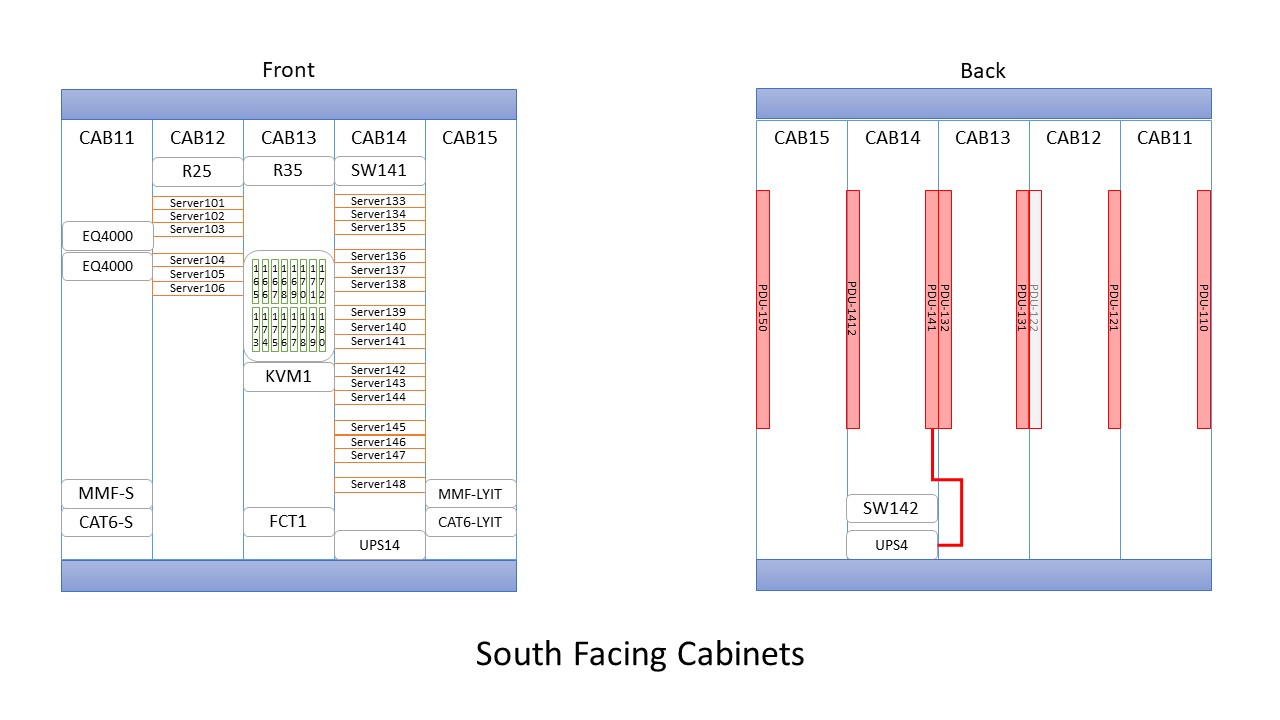 Front
CAB11 CAB12 CAB13 CAB14 CAB15
R25 R35 SW141
Server101
Server102
Server103
Server104
Server105
Server106
EQ4000
EQ4000
165 166 167 168 169 170 171 172
173 174 175 176 177 178 179 180
KVM1
Server133
Server134
Server135
Server136
Server137
Server138
Server139
Server140
Server141
Server142
Server143
Server144
Server145
Server146
Server147
Server148
MMF-S
CAT6-S
FCT1
UPS14
MMF-LYIT
CAT6-LYIT
Back
CAB15 CAB14 CAB13 CAB12 CAB11
PDU-150
PDU-1412
PDU-141
PDU-132
PDU-131
PDU-122
PDU-121
PDU-110
SW142
UPS4
South Facing Cabinets